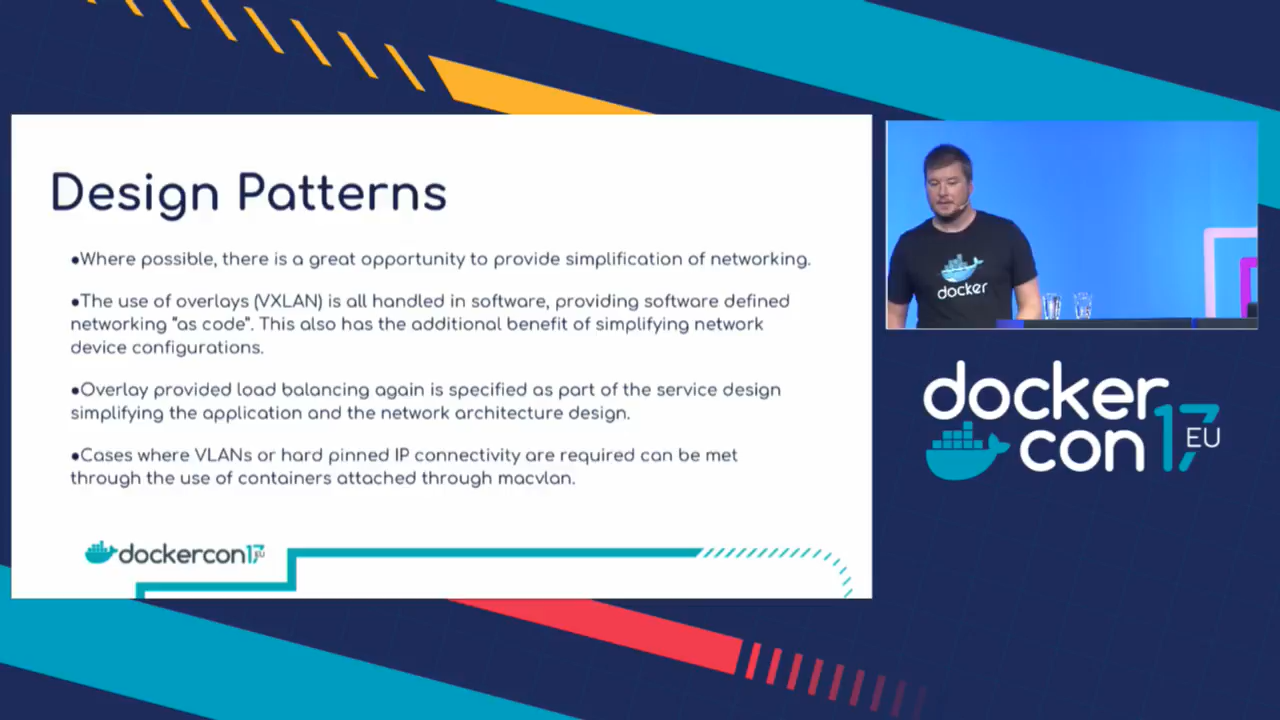 Design Patterns
•Where possible, there is a great opportunity to provide simplification of networking.
•The use of overlays (VXLAN) is all handled in software, providing software defined
networking "as code". This also has the additional benefit of simplifying network
device configurations.
•Overlay provided load balancing again is specified as part of the service design
simplifying the application and the network architecture design.
•Cases where VLANs or hard pinned IP connectivity are required can be met
through the use of containers attached through macvlan.
dockercon17 EU
docker
docker
con 17 EU